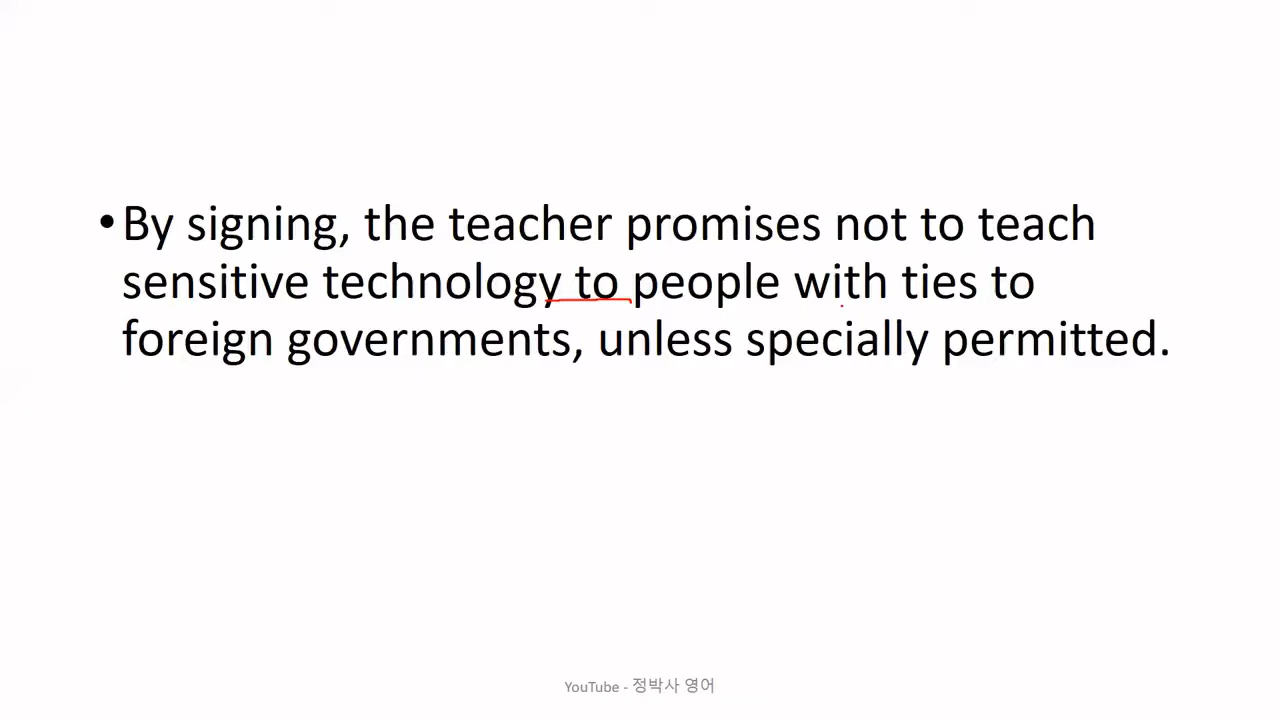 •By signing, the teacher promises not to teach
sensitive technology to people with ties to
foreign governments, unless specially permitted.
YouTube - 정박사 영어